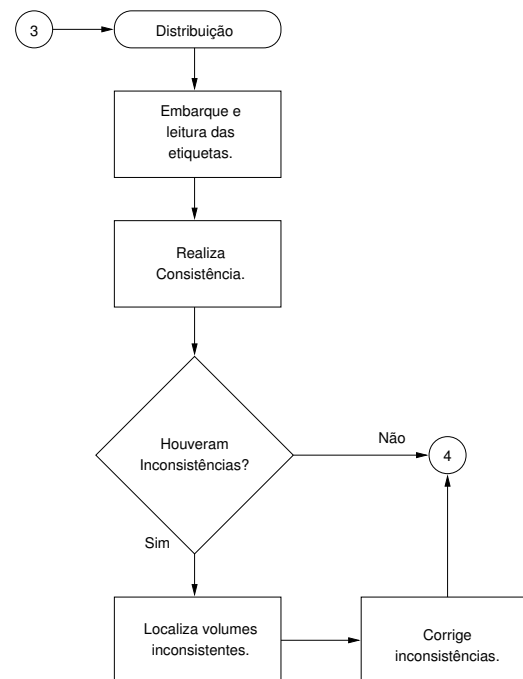 3
Distribuição
Embarque e
leitura das
etiquetas.
Realiza
Consistência.
Houveram
Inconsistências?
Não
4
Sim
Localiza volumes
inconsistentes.
Corrige
inconsistências.